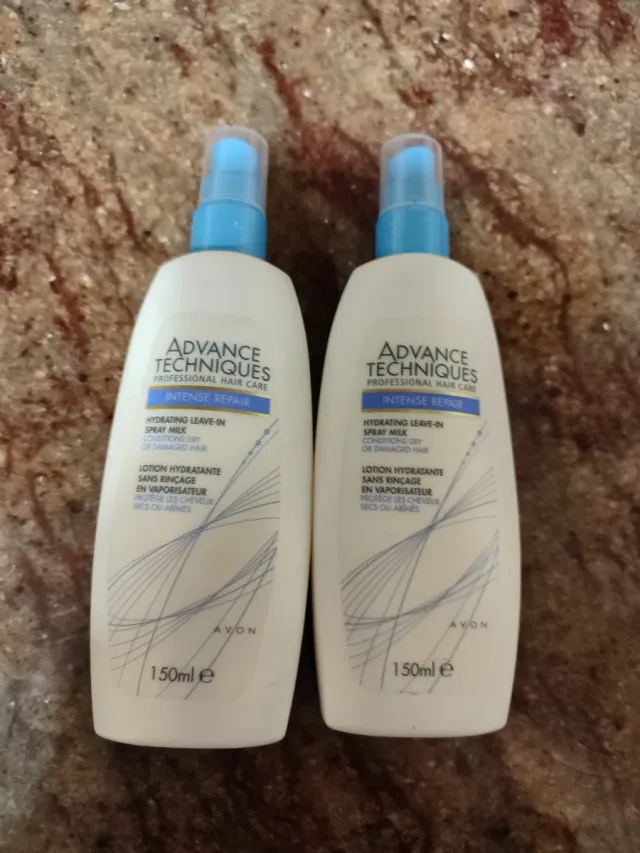 ADVANCE
TECHNIQUES
PROFESSIONAL HAIR CARE
INTENSE REPAIR
HYDRATING LEAVE-IN
SPRAY MILK
CONDITIONS DRY
OR DAMAGED HAIR
LOTION HYDRATANTE
SANS RINÇAGE
EN VAPORISATEUR
PROTÈGE LES CHEVEUX
SECS OU ABÎMÉS
AVON
150ml e
ADVANCE
TECHNIQUES
PROFESSIONAL HAIR CARE
INTENSE REPAIR
HYDRATING LEAVE-IN
SPRAY MILK
CONDITIONS DRY
OR DAMAGED HAIR
LOTION HYDRATANTE
SANS RINÇAGE
EN VAPORISATEUR
PROTÈGE LES CHEVEUX
SECS OU ABÎMÉS
AVON
150ml e